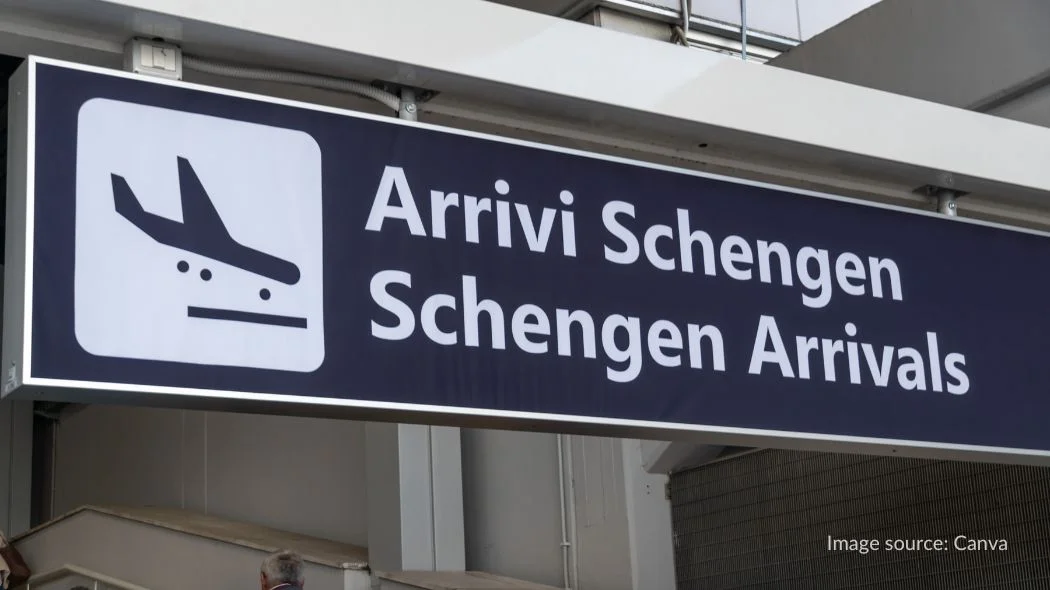 Arrivi Schengen
Schengen Arrivals
Image source: Canva